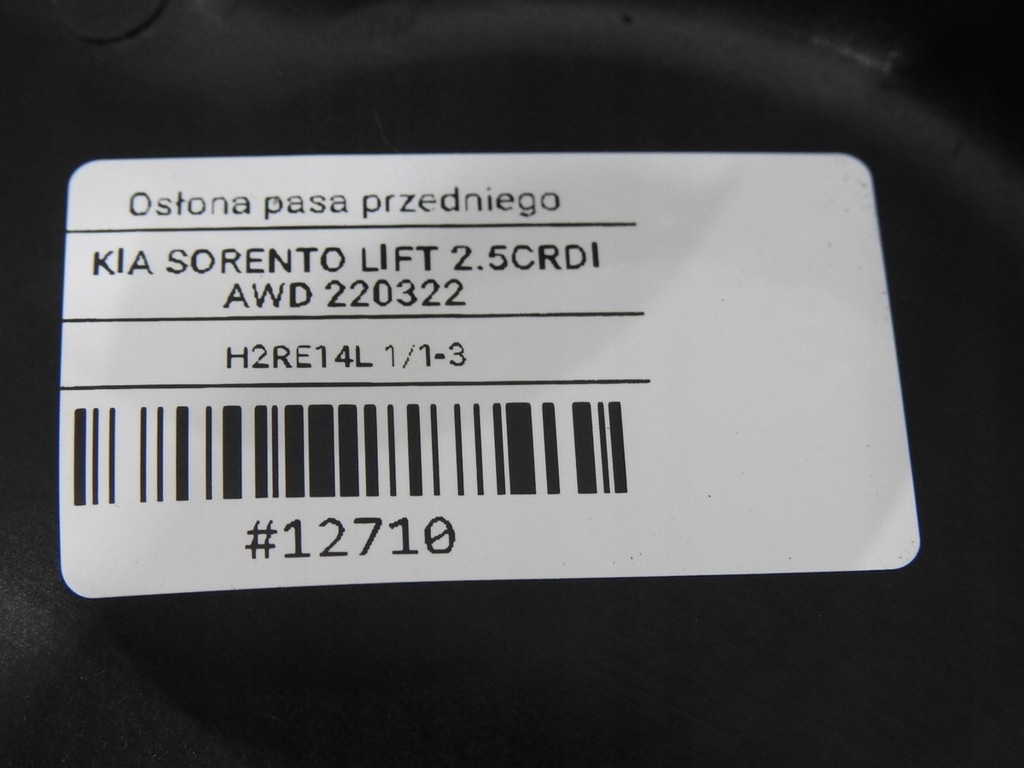 Osłona pasa przedniego
KIA SORENTO LIFT 2.5CRDI
AWD 220322
H2RE14L 1/1-3
#12710